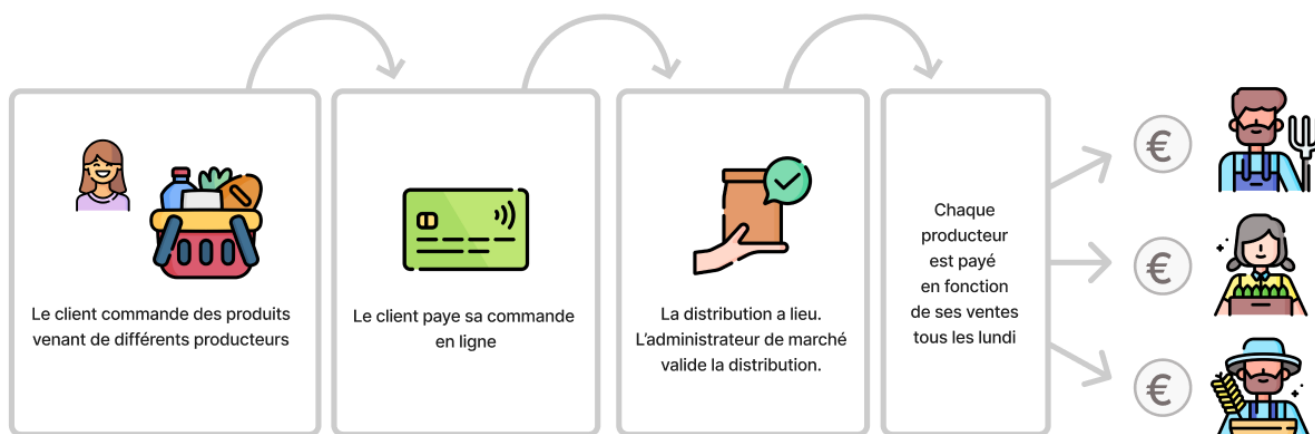 Le client commande des produits
venant de différents producteurs
Le client paye sa commande
en ligne
La distribution a lieu.
L’administrateur de marché
valide la distribution.
Chaque
producteur
est payé
en fonction
de ses ventes
tous les lundi
€
€
€